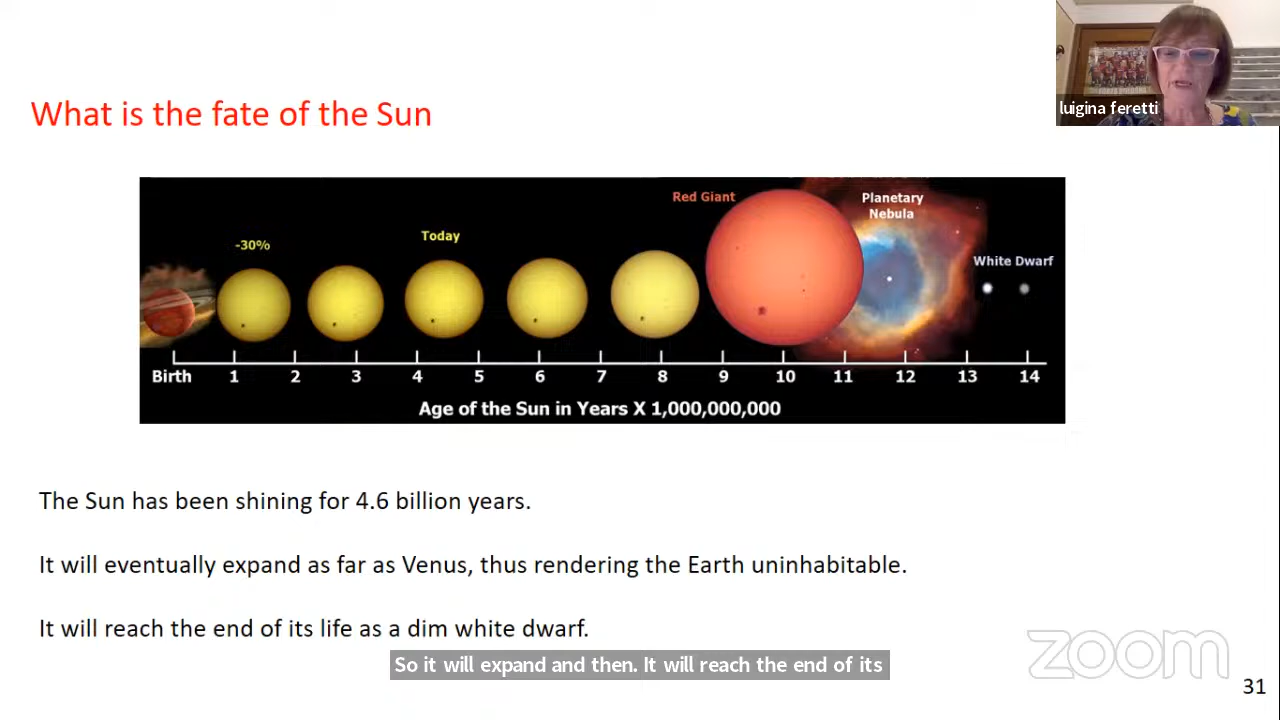 luigina feretti
What is the fate of the Sun
Red Giant
Planetary
Nebula
-30%
Today
White Dwarf
Birth 1 2 3 4 5 6 7 8 9 10 11 12 13 14
Age of the Sun in Years X 1,000,000,000
The Sun has been shining for 4.6 billion years.
It will eventually expand as far as Venus, thus rendering the Earth uninhabitable.
It will reach the end of its life as a dim white dwarf.
So it will expand and then. It will reach the end of its
zoom
31